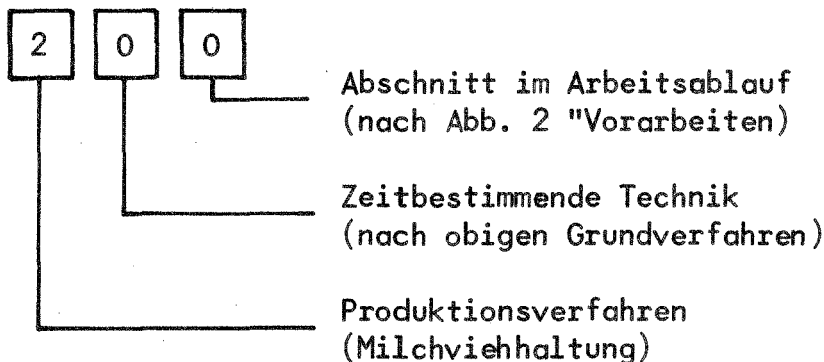 2 0 0
Abschnitt im Arbeitsablauf
(nach Abb. 2 "Vorarbeiten)
Zeitbestimmende Technik
(nach obigen Grundverfahren)
Produktionsverfahren
(Milchviehhaltung)